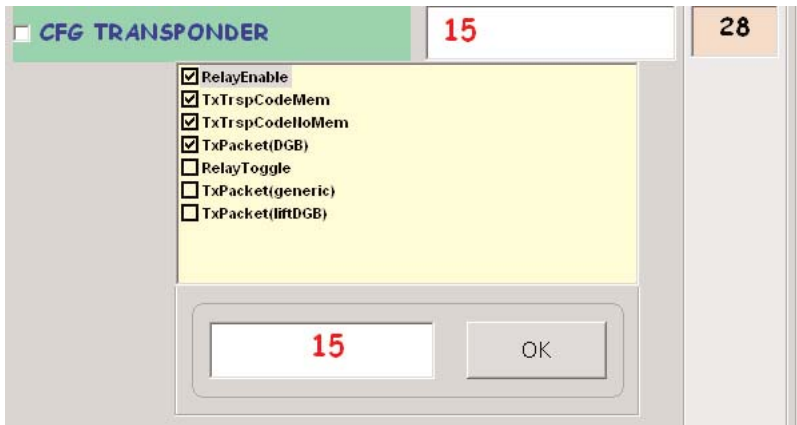 CFG TRANSPONDER 15 28
RelayEnable
TxTrspCodeMem
TxTrspCodeNoMem
TxPacket(DGB)
RelayToggle
TxPacket(generic)
TxPacket(liftDGB)
15 OK